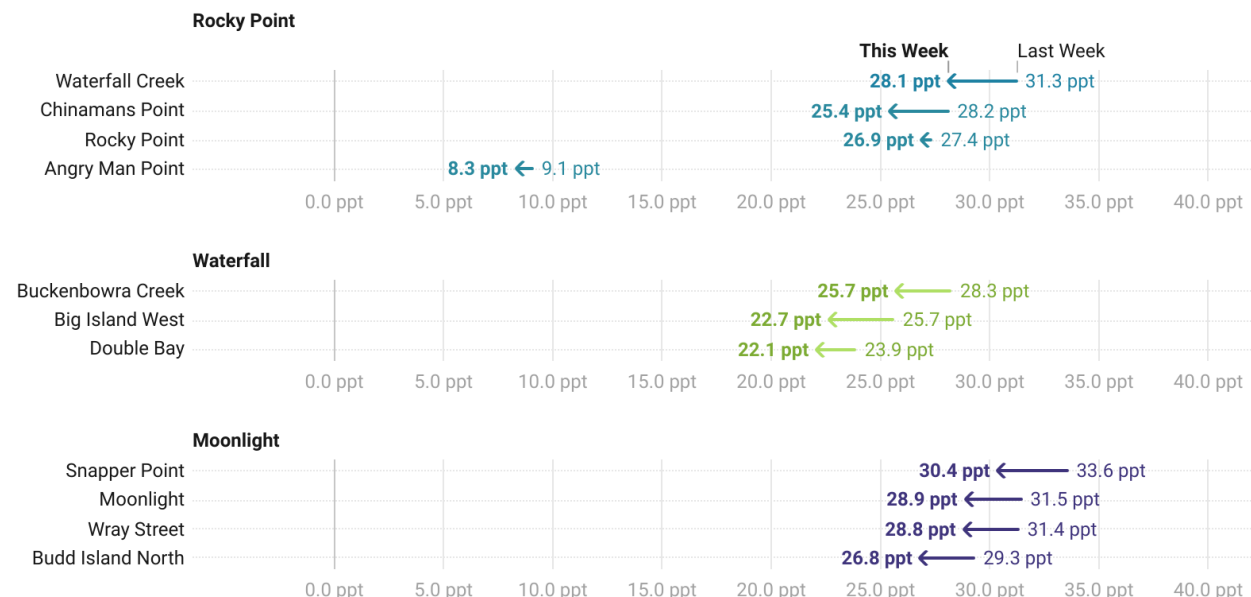 Rocky Point
This Week Last Week
Waterfall Creek 28.1 ppt 31.3 ppt
Chinamans Point 25.4 ppt 28.2 ppt
Rocky Point 26.9 ppt 27.4 ppt
Angry Man Point 8.3 ppt 9.1 ppt
0.0 ppt 5.0 ppt 10.0 ppt 15.0 ppt 20.0 ppt 25.0 ppt 30.0 ppt 35.0 ppt 40.0 ppt
Waterfall
Buckenbowra Creek 25.7 ppt 28.3 ppt
Big Island West 22.7 ppt 25.7 ppt
Double Bay 22.1 ppt 23.9 ppt
0.0 ppt 5.0 ppt 10.0 ppt 15.0 ppt 20.0 ppt 25.0 ppt 30.0 ppt 35.0 ppt 40.0 ppt
Moonlight
Snapper Point 30.4 ppt 33.6 ppt
Moonlight 28.9 ppt 31.5 ppt
Wray Street 28.8 ppt 31.4 ppt
Budd Island North 26.8 ppt 29.3 ppt
0.0 ppt 5.0 ppt 10.0 ppt 15.0 ppt 20.0 ppt 25.0 ppt 30.0 ppt 35.0 ppt 40.0 ppt